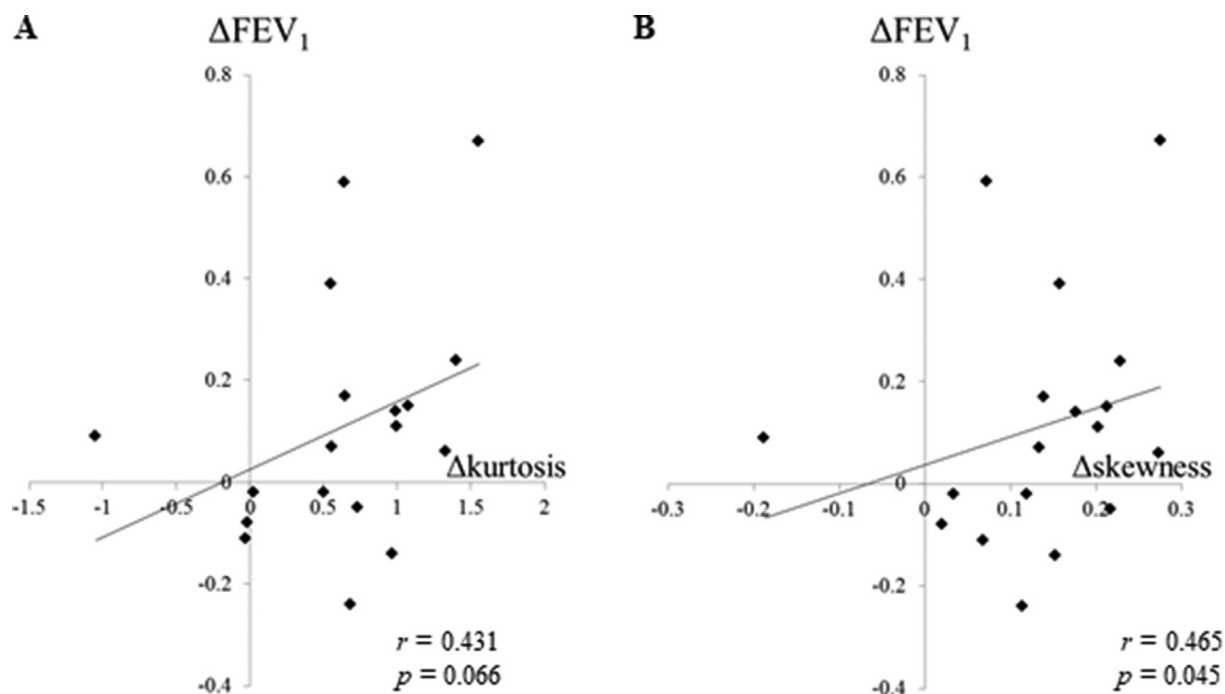 A
ΔFEV₁
0.8
0.6
0.4
0.2
0
-0.2
-0.4
-1.5
-1
-0.5
0.5
1
1.5
2
Δkurtosis
r = 0.431
p = 0.066
B
ΔFEV₁
0.8
0.6
0.4
0.2
0
-0.2
-0.4
-0.3
-0.2
-0.1
0
0.1
0.2
0.3
Δskewness
r = 0.465
p = 0.045